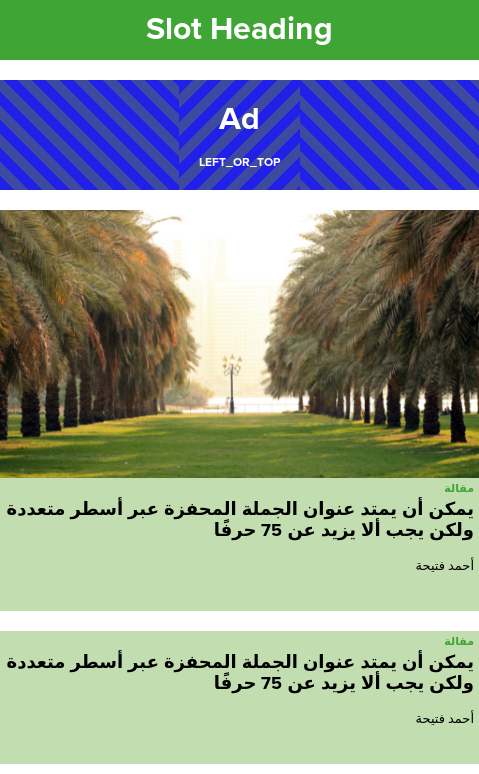 Slot Heading
Ad
LEFT_OR_TOP
مقالة
يمكن أن يمتد عنوان الجملة المحفزة عبر أسطر متعددة
ولكن يجب ألا يزيد عن 75 حرفًا
أحمد فتيحة
مقالة
يمكن أن يمتد عنوان الجملة المحفزة عبر أسطر متعددة
ولكن يجب ألا يزيد عن 75 حرفًا
أحمد فتيحة